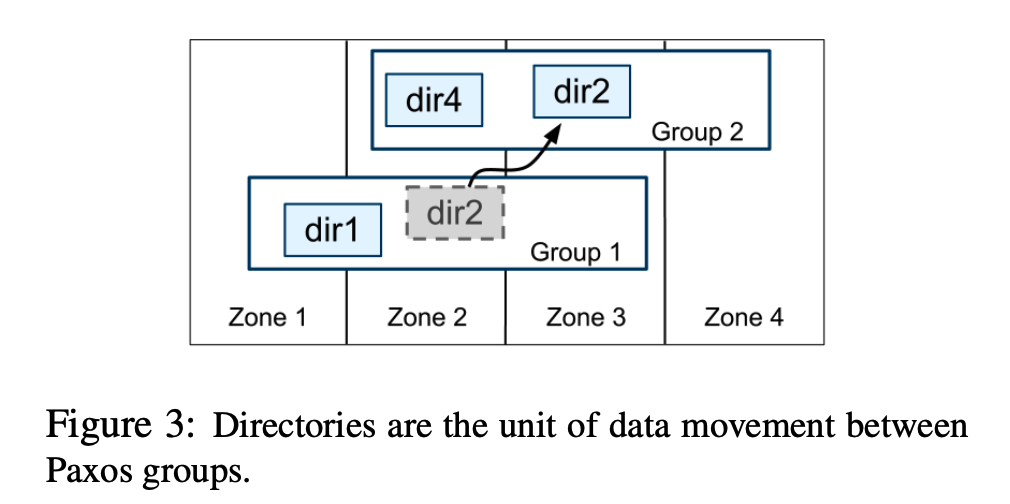 dir4
dir2
Group 2
dir2
dir1
Group 1
Zone 1
Zone 2
Zone 3
Zone 4
Figure 3: Directories are the unit of data movement between
Paxos groups.